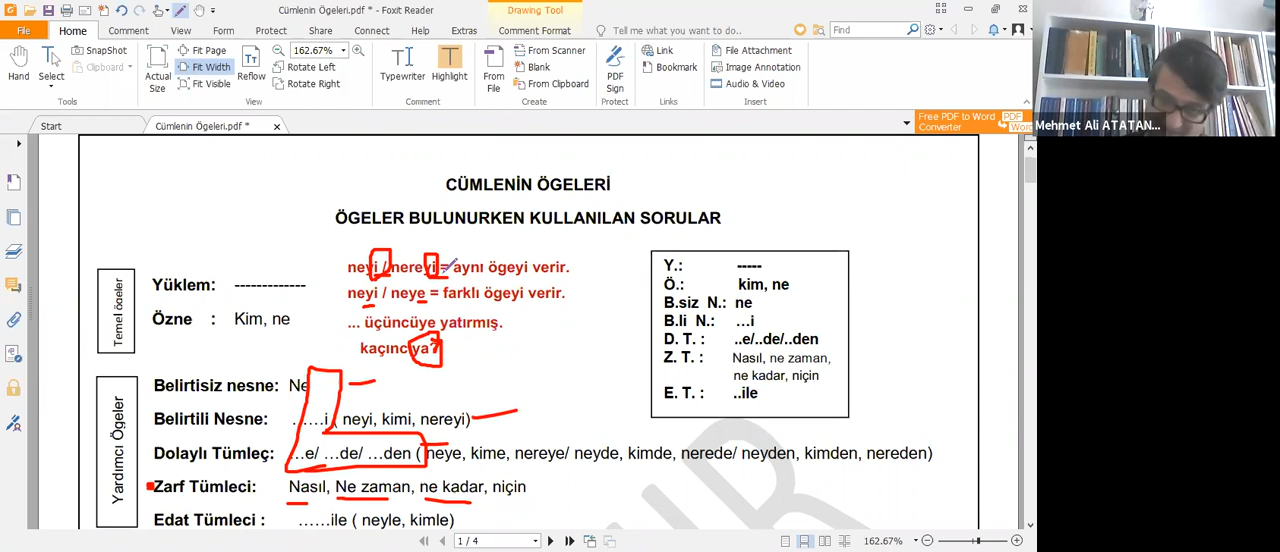 Cümlenin Ögeleri.pdf * - Foxit Reader
Drawing Tool
File Home Comment View Form Protect Share Connect Help Extras Comment Format Tell me what you want to do.. Find
Hand
Select
SnapShot
Clipboard
Actual Size
Fit Page
Fit Width
Fit Visible
Reflow
162.67%
Rotate Left
Rotate Right
Typewriter
Highlight
From File
From Scanner
Blank
From Clipboard
PDF Sign
Link
Bookmark
File Attachment
Image Annotation
Audio & Video
Tools View Comment Create Protect Links Insert
Mehmet Ali ATATAN...
Start Cümlenin Ögeleri.pdf *
Free PDF to Word Converter
PDF
Word
CÜMLENİN ÖGELERİ
ÖGELER BULUNURKEN KULLANILAN SORULAR
Temel ögeler
Yüklem: -------------
Özne : Kim, ne
neyi / nereyi = aynı ögeyi verir.
neyi / neye = farklı ögeyi verir.
... üçüncüye yatırmış.
kaçıncıya?
Y.: -----
Ö.: kim, ne
B.siz N.: ne
B.li N.: …i
D. T. : ..e/..de/..den
Z. T. : Nasıl, ne zaman,
ne kadar, niçin
E. T. : ..ile
Yardımcı Ögeler
Belirtisiz nesne: Ne
Belirtili Nesne: ……i ( neyi, kimi, nereyi)
Dolaylı Tümleç: …e/ …de/ …den ( neye, kime, nereye/ neyde, kimde, nerede/ neyden, kimden, nereden)
Zarf Tümleci: Nasıl, Ne zaman, ne kadar, niçin
Edat Tümleci : ……ile ( neyle, kimle)
1 / 4
162.67%